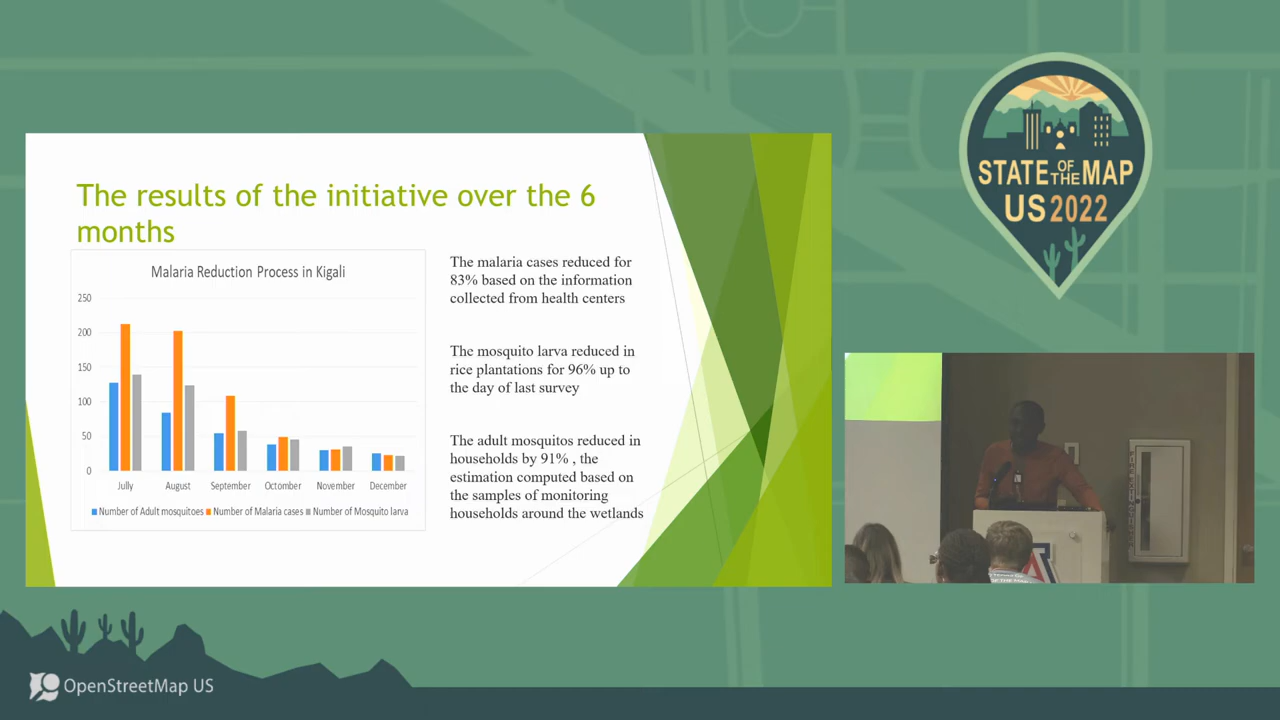 The results of the initiative over the 6
months
Malaria Reduction Process in Kigali
250
200
150
100
50
0
Jully
August
September
Octomber
November
December
Number of Adult mosquitoes
Number of Malaria cases
Number of Mosquito larva
The malaria cases reduced for
83% based on the information
collected from health centers
The mosquito larva reduced in
rice plantations for 96% up to
the day of last survey
The adult mosquitos reduced in
households by 91% , the
estimation computed based on
the samples of monitoring
households around the wetlands
STATE OF THE MAP
US 2022
OpenStreetMap US